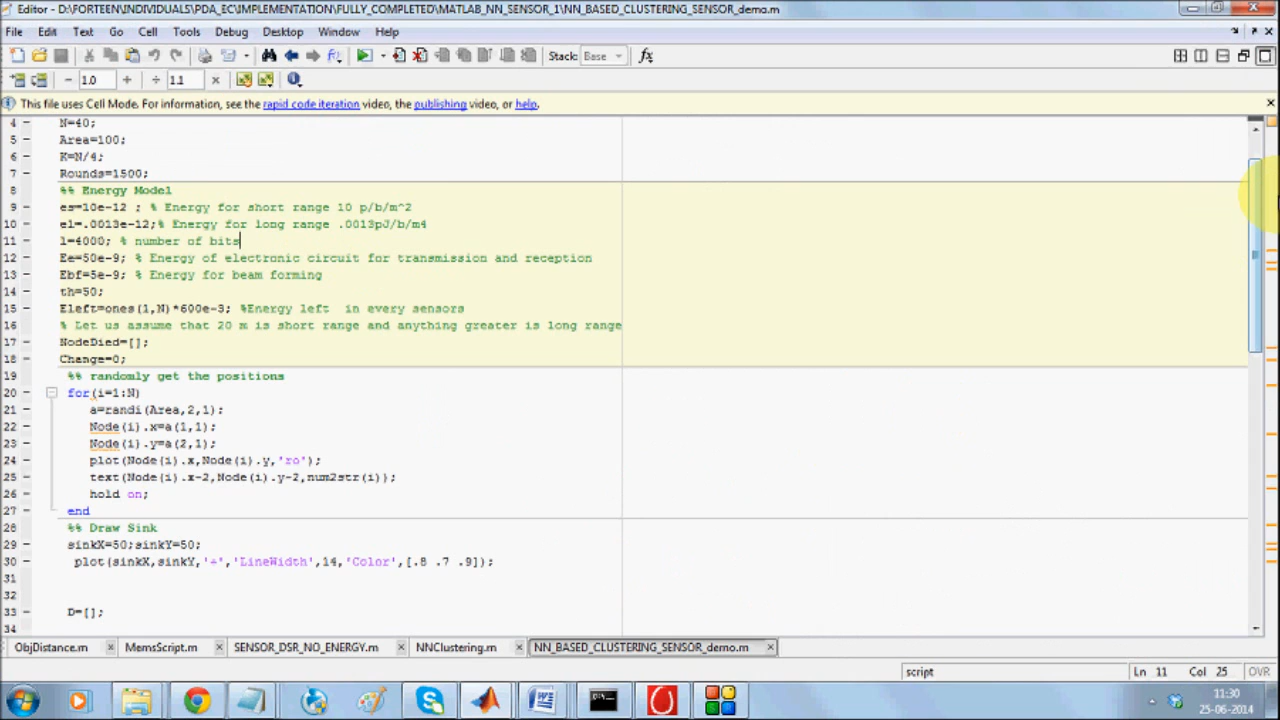 Editor - D:\FORTEEN\INDIVIDUALS\PDA_EC\IMPLEMENTATION\FULLY_COMPLETED\MATLAB_NN_SENSOR_1\NN_BASED_CLUSTERING_SENSOR_demo.m
File Edit Text Go Cell Tools Debug Desktop Window Help
Stack: Base fx
− 1.0 + ÷ 1.1 ×
This file uses Cell Mode. For information, see the rapid code iteration video, the publishing video, or help.
4 – N=40;
5 – Area=100;
6 – K=N/4;
7 – Rounds=1500;
8 – %% Energy Model
9 – es=10e-12 ; % Energy for short range 10 p/b/m^2
10 – el=.0013e-12;% Energy for long range .0013pJ/b/m4
11 – l=4000; % number of bits
12 – Ee=50e-9; % Energy of electronic circuit for transmission and reception
13 – Ebf=5e-9; % Energy for beam forming
14 – th=50;
15 – Eleft=ones(1,N)*600e-3; %Energy left  in every sensors
16 – % Let us assume that 20 m is short range and anything greater is long range
17 – NodeDied=[];
18 – Change=0;
19 %% randomly get the positions
20 – for(i=1:N)
21 – a=randi(Area,2,1);
22 – Node(i).x=a(1,1);
23 – Node(i).y=a(2,1);
24 – plot(Node(i).x,Node(i).y,'ro');
25 – text(Node(i).x-2,Node(i).y-2,num2str(i));
26 – hold on;
27 – end
28 %% Draw Sink
29 – sinkX=50;sinkY=50;
30 – plot(sinkX,sinkY,'+','LineWidth',14,'Color',[.8 .7 .9]);
31
32
33 – D=[];
34
ObjDistance.m × MemsScript.m × SENSOR_DSR_NO_ENERGY.m × NNClustering.m × NN_BASED_CLUSTERING_SENSOR_demo.m ×
script Ln 11 Col 25 OVR
11:30
25-06-2014